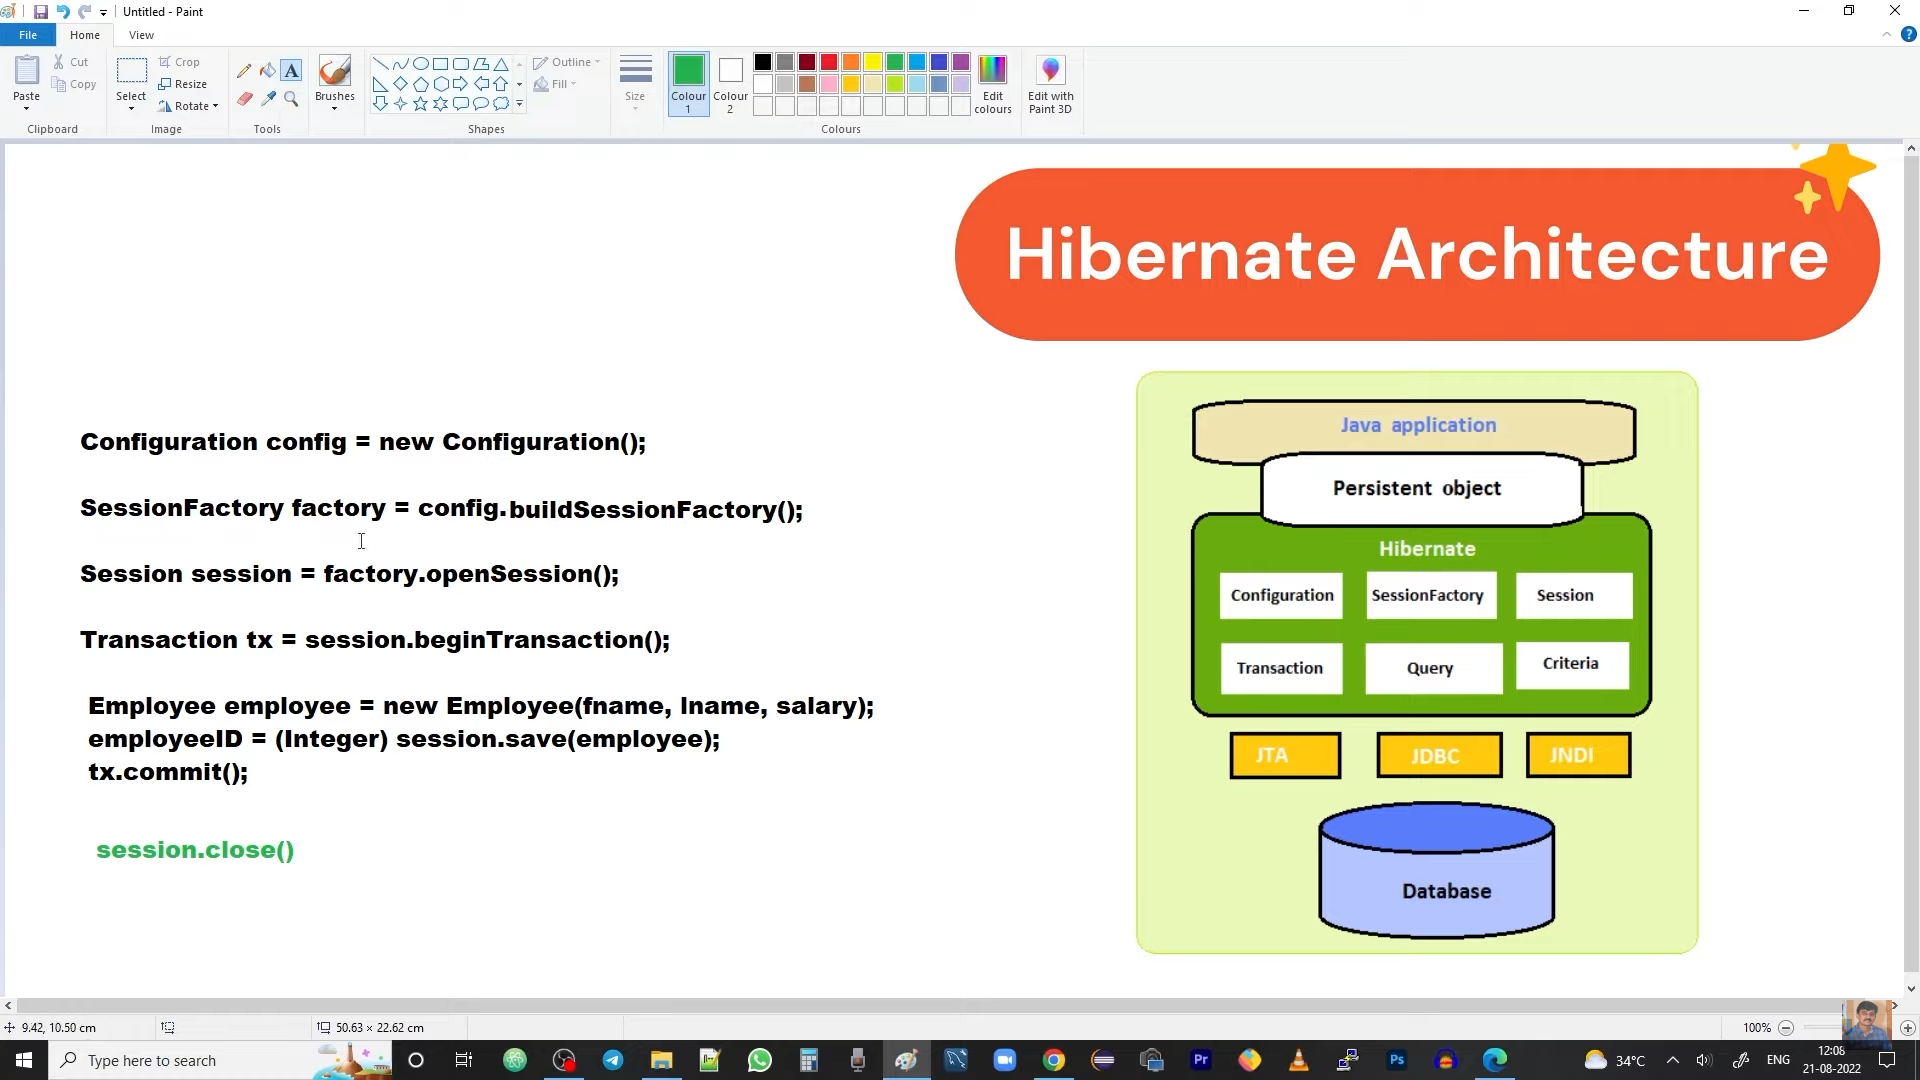 Untitled - Paint
File
Home
View
Paste
Cut
Copy
Clipboard
Select
Crop
Resize
Rotate
Image
A
Tools
Brushes
Outline
Fill
Shapes
Size
Colour 1
Colour 2
Edit colours
Colours
Edit with Paint 3D
?
Hibernate Architecture
Configuration config = new Configuration();
SessionFactory factory = config.buildSessionFactory();
Session session = factory.openSession();
Transaction tx = session.beginTransaction();
Employee employee = new Employee(fname, lname, salary);
employeeID = (Integer) session.save(employee);
tx.commit();
session.close()
Java application
Persistent object
Hibernate
Configuration SessionFactory Session
Transaction Query Criteria
JTA JDBC JNDI
Database
9.42, 10.50 cm
50.63 × 22.62 cm
100%
Type here to search
Pr
Ps
34°C
ENG
12:08
21-08-2022